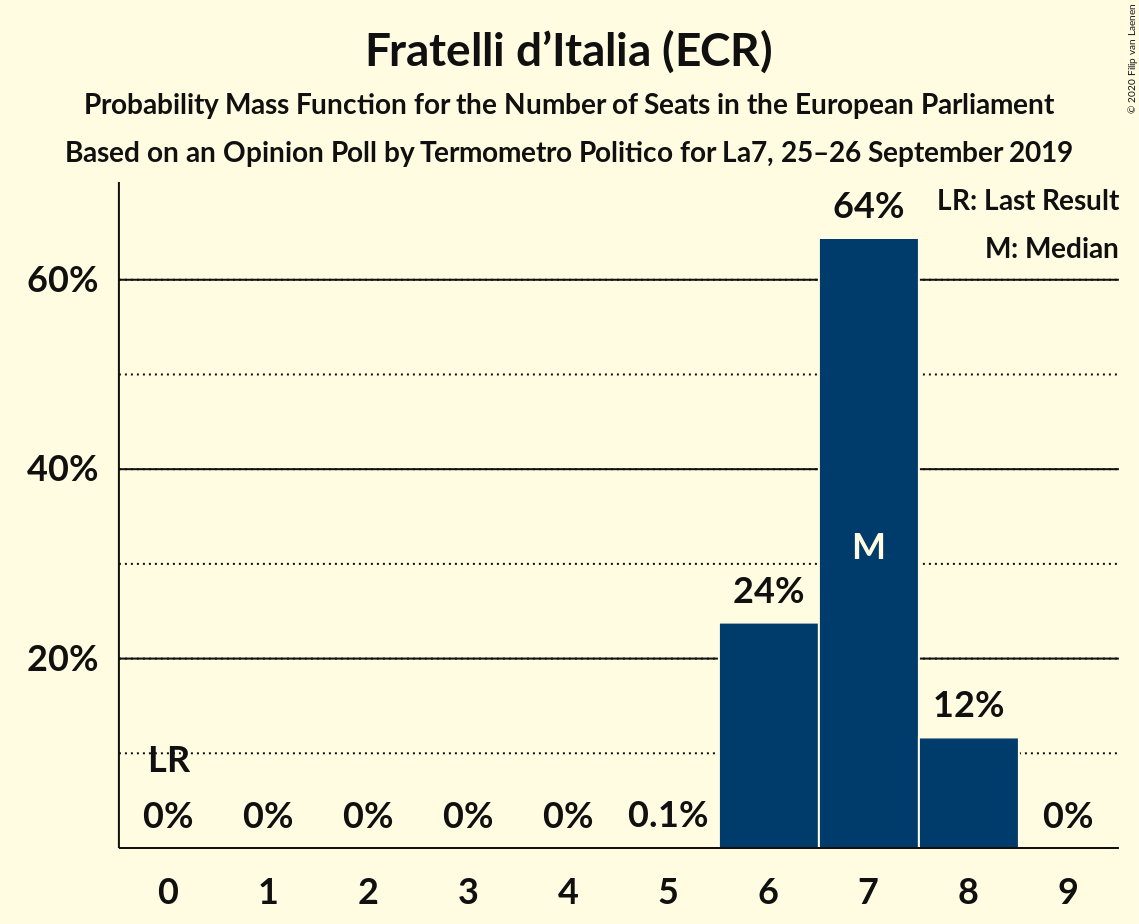 Fratelli d’Italia (ECR)
Probability Mass Function for the Number of Seats in the European Parliament
Based on an Opinion Poll by Termometro Politico for La7, 25–26 September 2019
© 2020 Filip van Laenen
LR: Last Result
M: Median
64%
60%
40%
M
24%
20%
12%
LR
0% 0% 0% 0% 0% 0.1% 0%
0 1 2 3 4 5 6 7 8 9